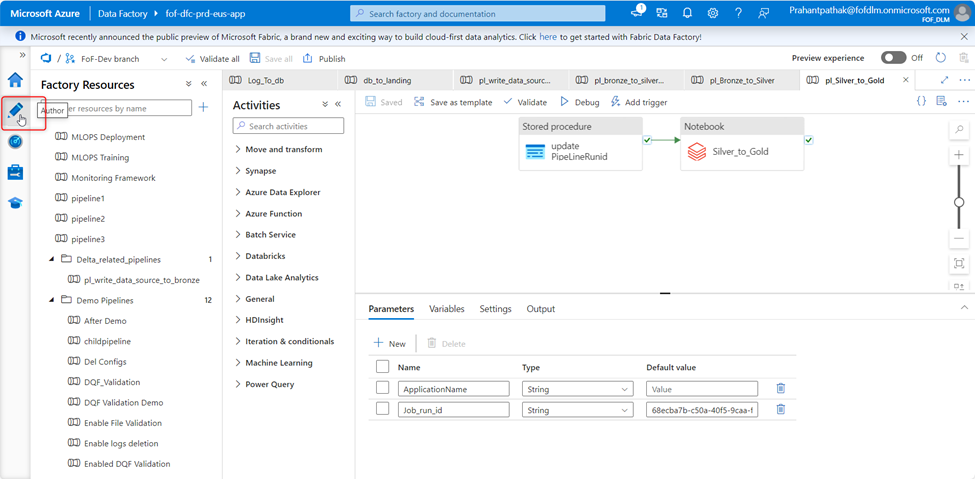 Microsoft Azure
Data Factory
fof-dfc-prd-eus-app
Search factory and documentation
1
Prahantpathak@fofdlm.onmicrosoft.com
FOF_DLM
Microsoft recently announced the public preview of Microsoft Fabric, a brand new and exciting way to build cloud-first data analytics. Click here to get started with Fabric Data Factory!
FoF-Dev branch
Validate all
Save all
Publish
Preview experience
Off
Factory Resources
Author
er resources by name
MLOPS Deployment
MLOPS Training
Monitoring Framework
pipeline1
pipeline2
pipeline3
Delta_related_pipelines 1
pl_write_data_source_to_bronze
Demo Pipelines 12
After Demo
childpipeline
Del Configs
DQF_Validation
DQF Validation Demo
Enable File Validation
Enable logs deletion
Enabled DQF Validation
Activities
Search activities
Move and transform
Synapse
Azure Data Explorer
Azure Function
Batch Service
Databricks
Data Lake Analytics
General
HDInsight
Iteration & conditionals
Machine Learning
Power Query
Log_To_db
db_to_landing
pl_write_data_sourc...
pl_bronze_to_silver...
pl_Bronze_to_Silver
pl_Silver_to_Gold
Saved
Save as template
Validate
Debug
Add trigger
Stored procedure
update
PipeLineRunid
Notebook
Silver_to_Gold
Parameters
Variables
Settings
Output
New
Delete
Name Type Default value
ApplicationName String Value
Job_run_id String 68ecba7b-c50a-40f5-9caa-f